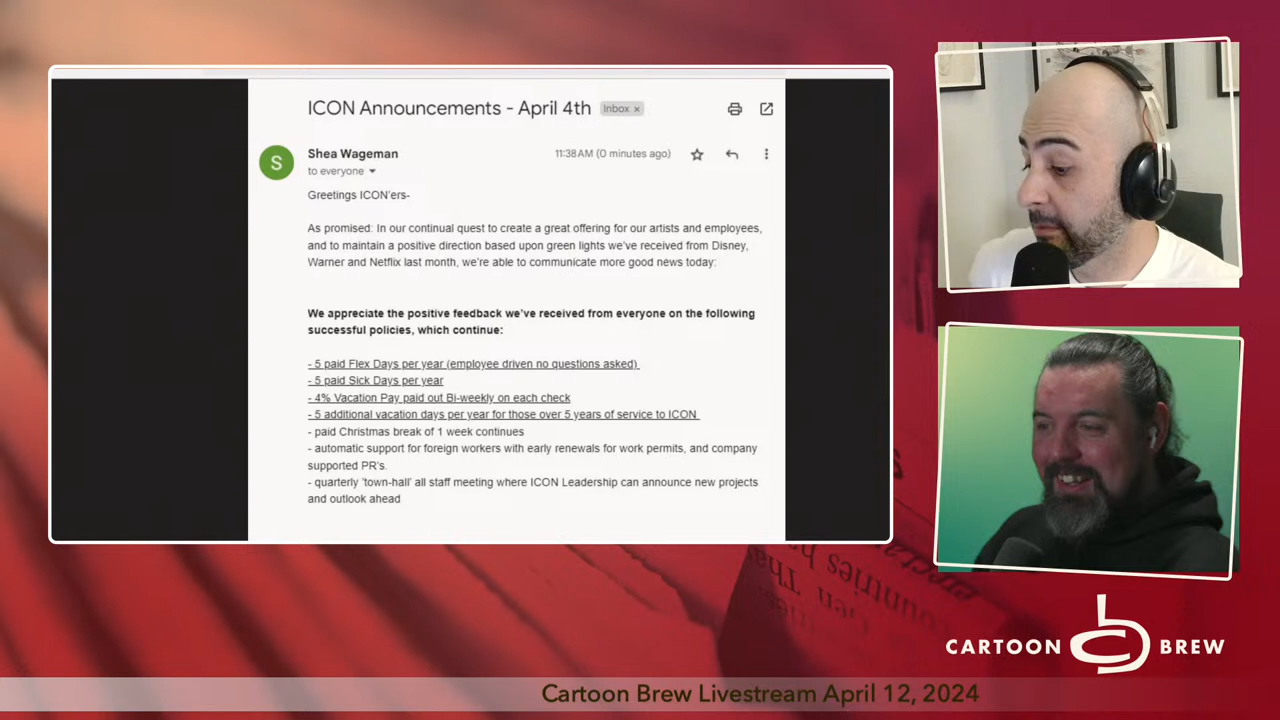 ICON Announcements - April 4th Inbox ×
S
Shea Wageman 11:38 AM (0 minutes ago)
to everyone
Greetings ICON'ers-
As promised: In our continual quest to create a great offering for our artists and employees,
and to maintain a positive direction based upon green lights we've received from Disney,
Warner and Netflix last month, we're able to communicate more good news today:
We appreciate the positive feedback we've received from everyone on the following
successful policies, which continue:
- 5 paid Flex Days per year (employee driven no questions asked)
- 5 paid Sick Days per year
- 4% Vacation Pay paid out Bi-weekly on each check
- 5 additional vacation days per year for those over 5 years of service to ICON
- paid Christmas break of 1 week continues
- automatic support for foreign workers with early renewals for work permits, and company
supported PR's.
- quarterly 'town-hall' all staff meeting where ICON Leadership can announce new projects
and outlook ahead
CARTOON BREW
Cartoon Brew Livestream April 12, 2024